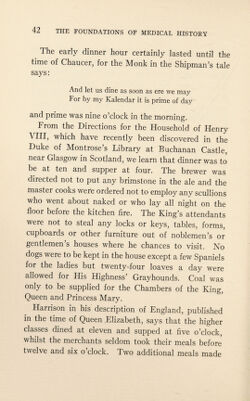 42 THE FOUNDATIONS OF MEDICAL HISTORY
The early dinner hour certainly lasted until the
time of Chaucer, for the Monk in the Shipman's tale
says:
And let us dine as soon as ere we may
For by my Kalendar it is prime of day
and prime was nine o'clock in the morning.
From the Directions for the Household of Henry
VIII, which have recently been discovered in the
Duke of Montrose's Library at Buchanan Castle,
near Glasgow in Scotland, we learn that dinner was to
be at ten and supper at four. The brewer was
directed not to put any brimstone in the ale and the
master cooks were ordered not to employ any scullions
who went about naked or who lay all night on the
floor before the kitchen fire. The King's attendants
were not to steal any locks or keys, tables, forms,
cupboards or other furniture out of noblemen's or
gentlemen's houses where he chances to visit. No
dogs were to be kept in the house except a few Spaniels
for the ladies but twenty-four loaves a day were
allowed for His Highness' Grayhounds. Coal was
only to be supplied for the Chambers of the King,
Queen and Princess Mary.
Harrison in his description of England, published
in the time of Queen Elizabeth, says that the higher
classes dined at eleven and supped at five o'clock,
whilst the merchants seldom took their meals before
twelve and six o'clock. Two additional meals made